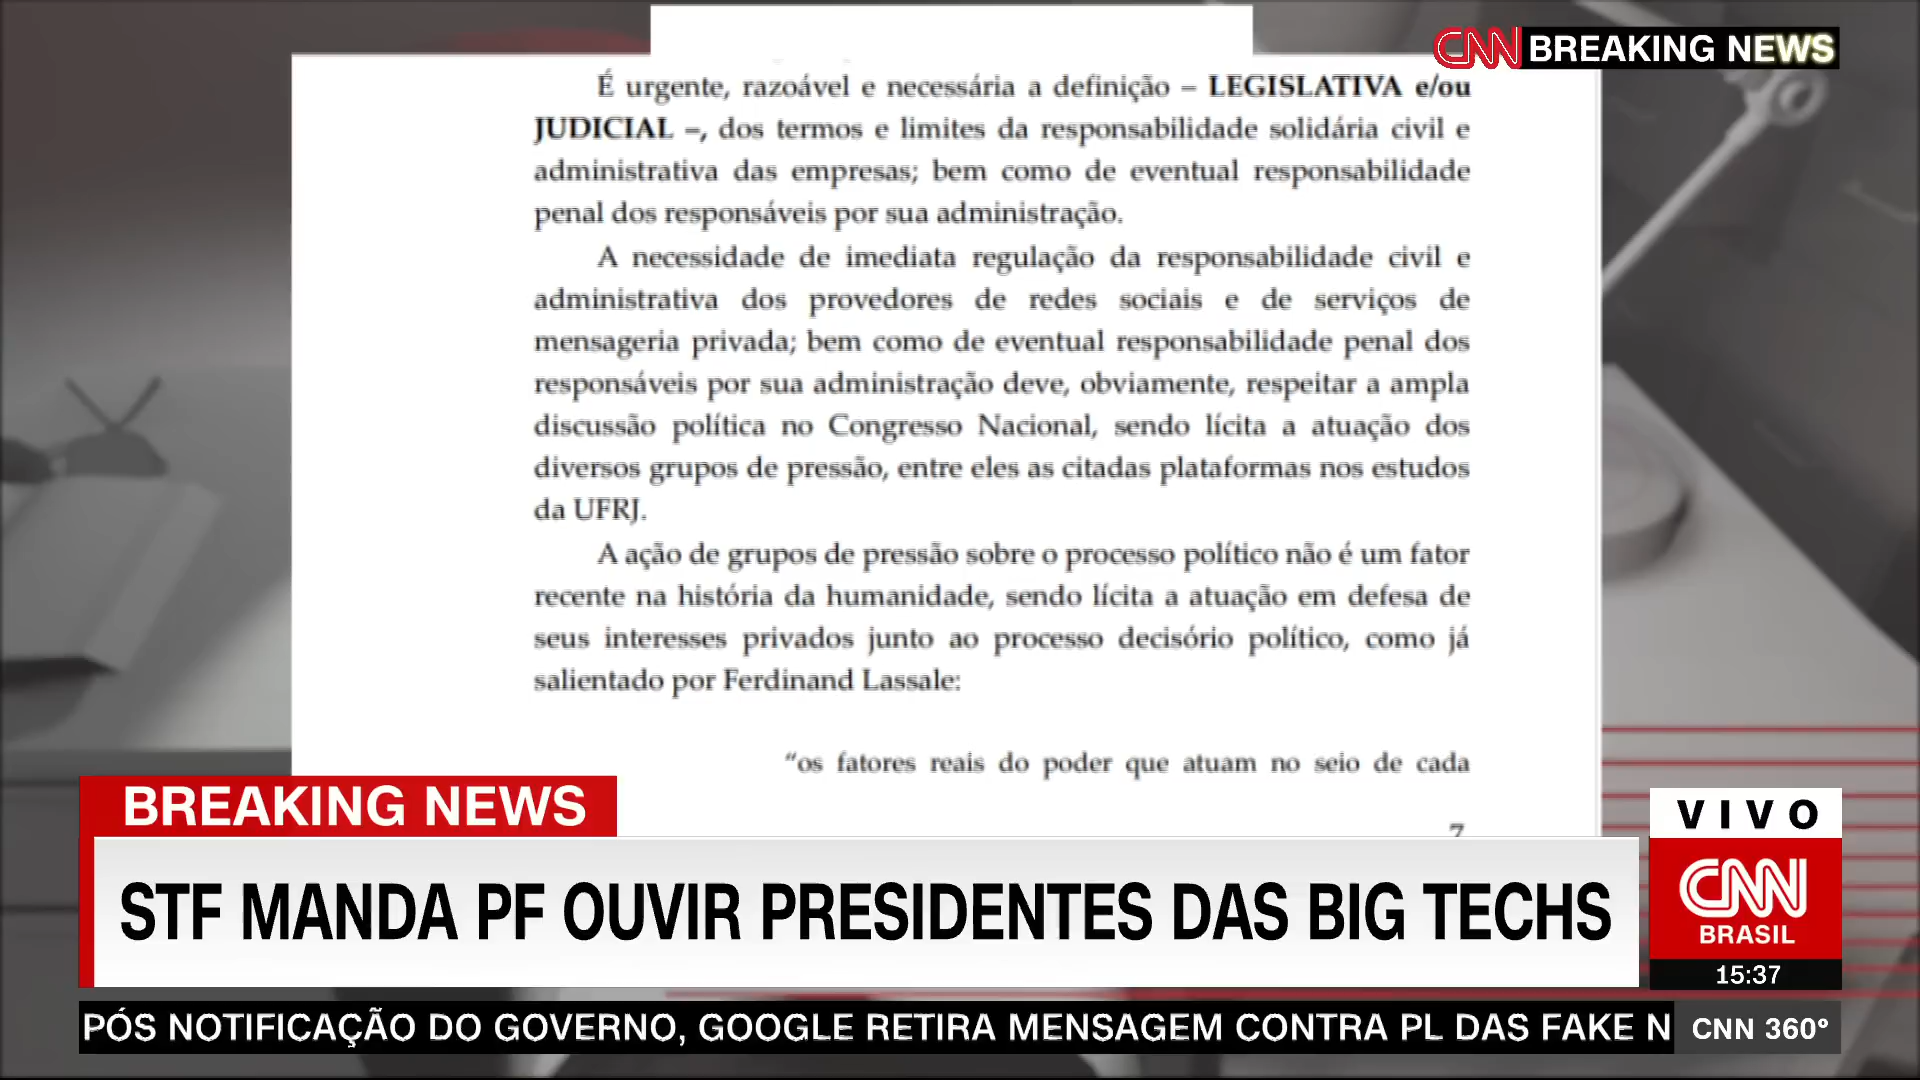 CNN BREAKING NEWS
É urgente, razoável e necessária a definição – LEGISLATIVA e/ou
JUDICIAL –, dos termos e limites da responsabilidade solidária civil e
administrativa das empresas; bem como de eventual responsabilidade
penal dos responsáveis por sua administração.
A necessidade de imediata regulação da responsabilidade civil e
administrativa dos provedores de redes sociais e de serviços de
mensageria privada; bem como de eventual responsabilidade penal dos
responsáveis por sua administração deve, obviamente, respeitar a ampla
discussão política no Congresso Nacional, sendo lícita a atuação dos
diversos grupos de pressão, entre eles as citadas plataformas nos estudos
da UFRJ.
A ação de grupos de pressão sobre o processo político não é um fator
recente na história da humanidade, sendo lícita a atuação em defesa de
seus interesses privados junto ao processo decisório político, como já
salientado por Ferdinand Lassale:
“os fatores reais do poder que atuam no seio de cada
7
BREAKING NEWS
STF MANDA PF OUVIR PRESIDENTES DAS BIG TECHS
VIVO
CNN
BRASIL
15:37
PÓS NOTIFICAÇÃO DO GOVERNO, GOOGLE RETIRA MENSAGEM CONTRA PL DAS FAKE N
CNN 360°